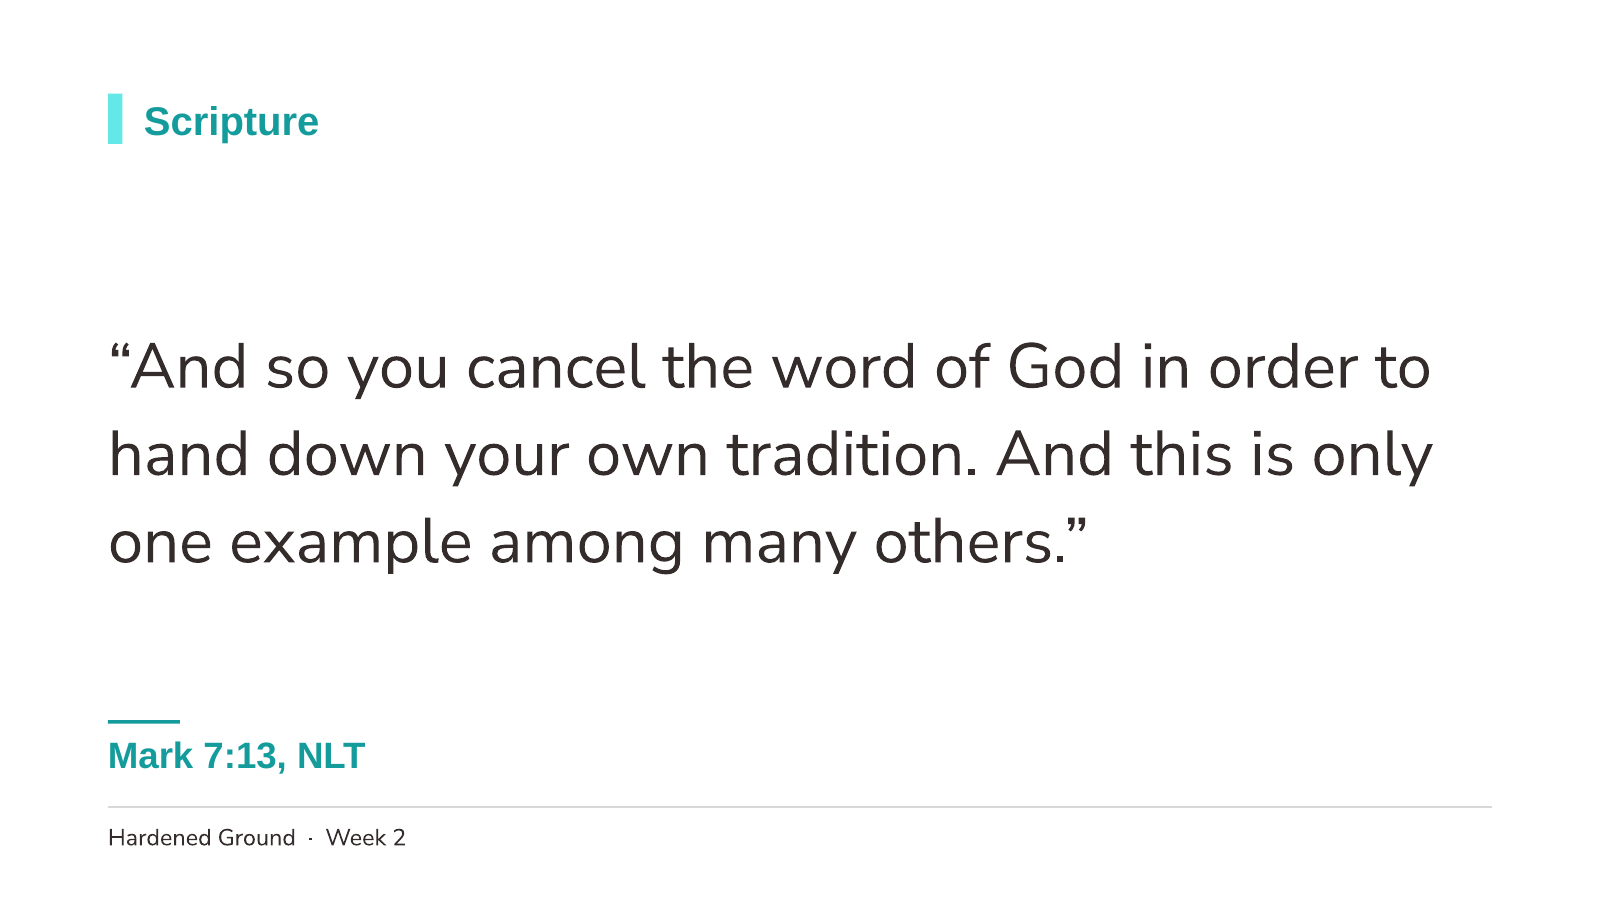 Scripture
“And so you cancel the word of God in order to
hand down your own tradition. And this is only
one example among many others.”
Mark 7:13, NLT
Hardened Ground · Week 2